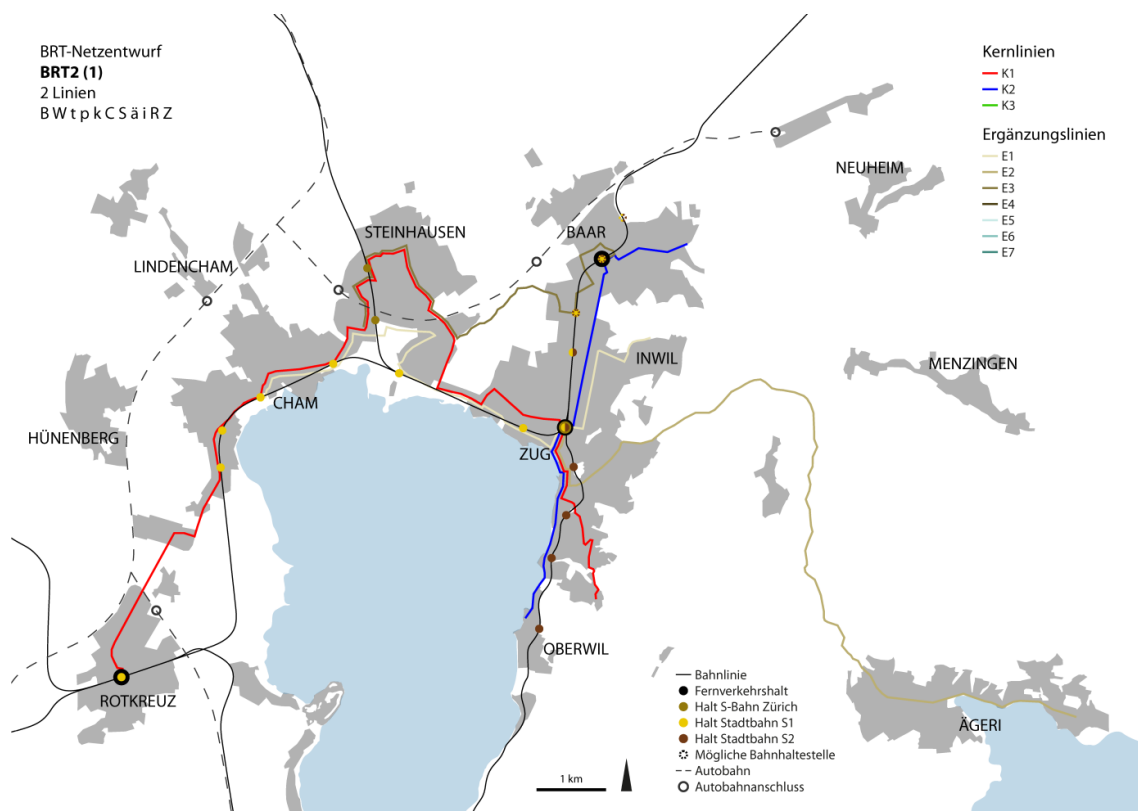 BRT-Netzentwurf
BRT2 (1)
2 Linien
B W t p k C S ä i R Z
Kernlinien
K1
K2
K3
Ergänzungslinien
E1
E2
E3
E4
E5
E6
E7
NEUHEIM
STEINHAUSEN
BAAR
LINDENCHAM
INWIL
MENZINGEN
CHAM
HÜNENBERG
ZUG
OBERWIL
ROTKREUZ
ÄGERI
Bahnlinie
Fernverkehrshalt
Halt S-Bahn Zürich
Halt Stadtbahn S1
Halt Stadtbahn S2
Mögliche Bahnhaltestelle
Autobahn
Autobahnanschluss
1 km